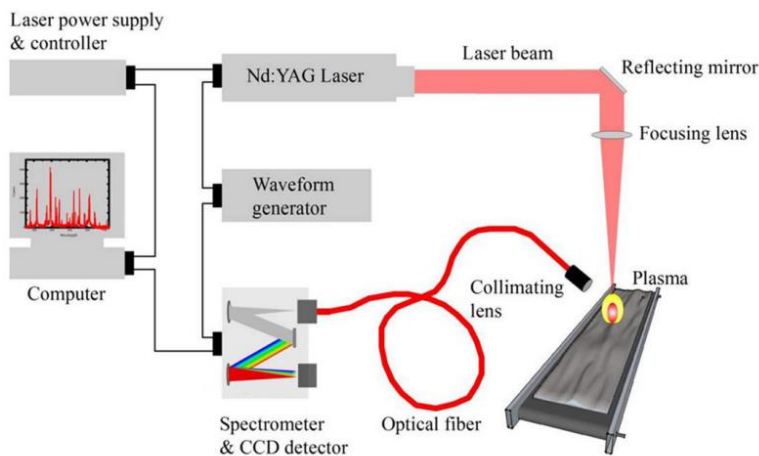 Laser power supply
& controller
Nd:YAG Laser
Laser beam
Reflecting mirror
Focusing lens
Waveform
generator
Computer
Collimating
lens
Plasma
Optical fiber
Spectrometer
& CCD detector